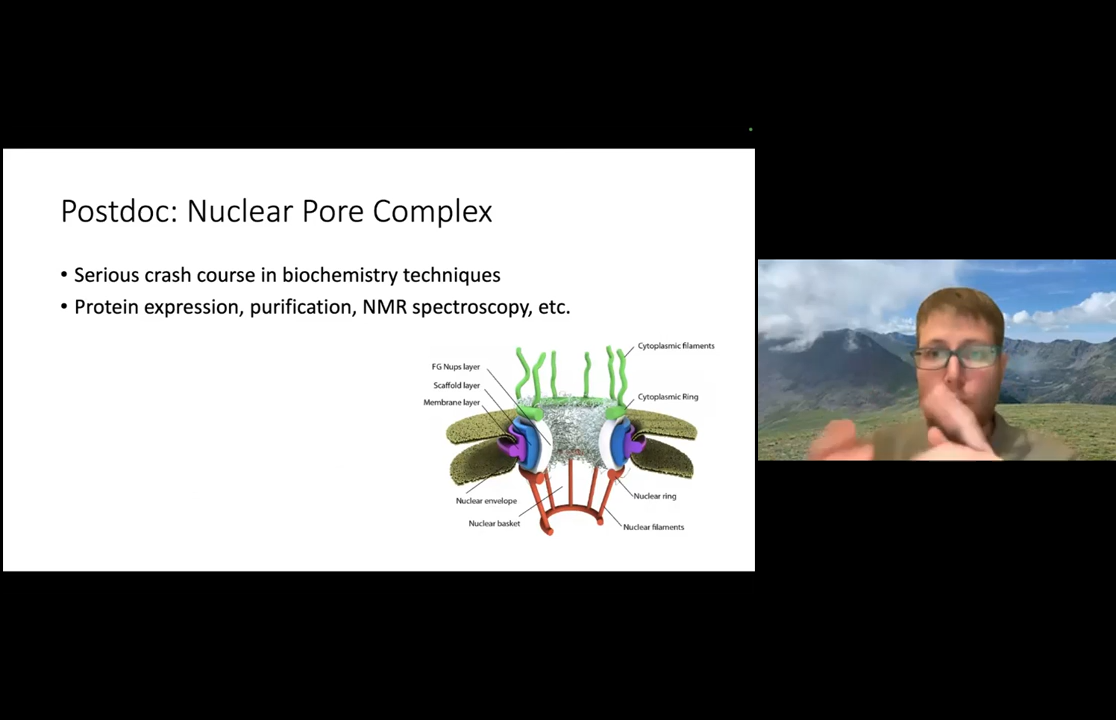 Postdoc: Nuclear Pore Complex
• Serious crash course in biochemistry techniques
• Protein expression, purification, NMR spectroscopy, etc.
Cytoplasmic filaments
FG Nups layer
Scaffold layer
Cytoplasmic Ring
Membrane layer
Nuclear ring
Nuclear envelope
Nuclear basket
Nuclear filaments